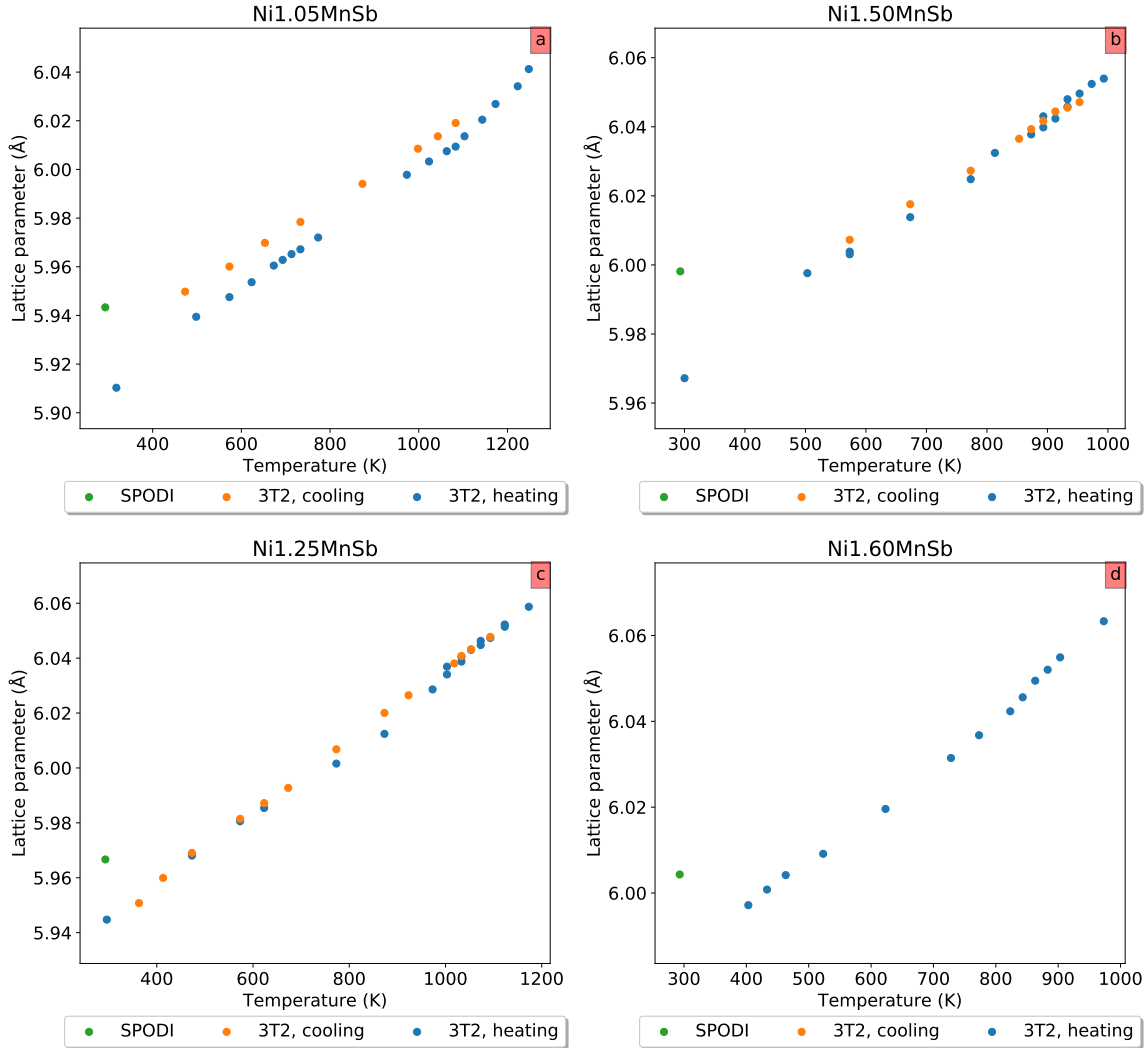 Ni1.05MnSb
a
Lattice parameter (Å)
6.04
6.02
6.00
5.98
5.96
5.94
5.92
5.90
400 600 800 1000 1200
Temperature (K)
SPODI 3T2, cooling 3T2, heating
Ni1.50MnSb
b
Lattice parameter (Å)
6.06
6.04
6.02
6.00
5.98
5.96
300 400 500 600 700 800 900 1000
Temperature (K)
SPODI 3T2, cooling 3T2, heating
Ni1.25MnSb
c
Lattice parameter (Å)
6.06
6.04
6.02
6.00
5.98
5.96
5.94
400 600 800 1000 1200
Temperature (K)
SPODI 3T2, cooling 3T2, heating
Ni1.60MnSb
d
Lattice parameter (Å)
6.06
6.04
6.02
6.00
300 400 500 600 700 800 900 1000
Temperature (K)
SPODI 3T2, cooling 3T2, heating